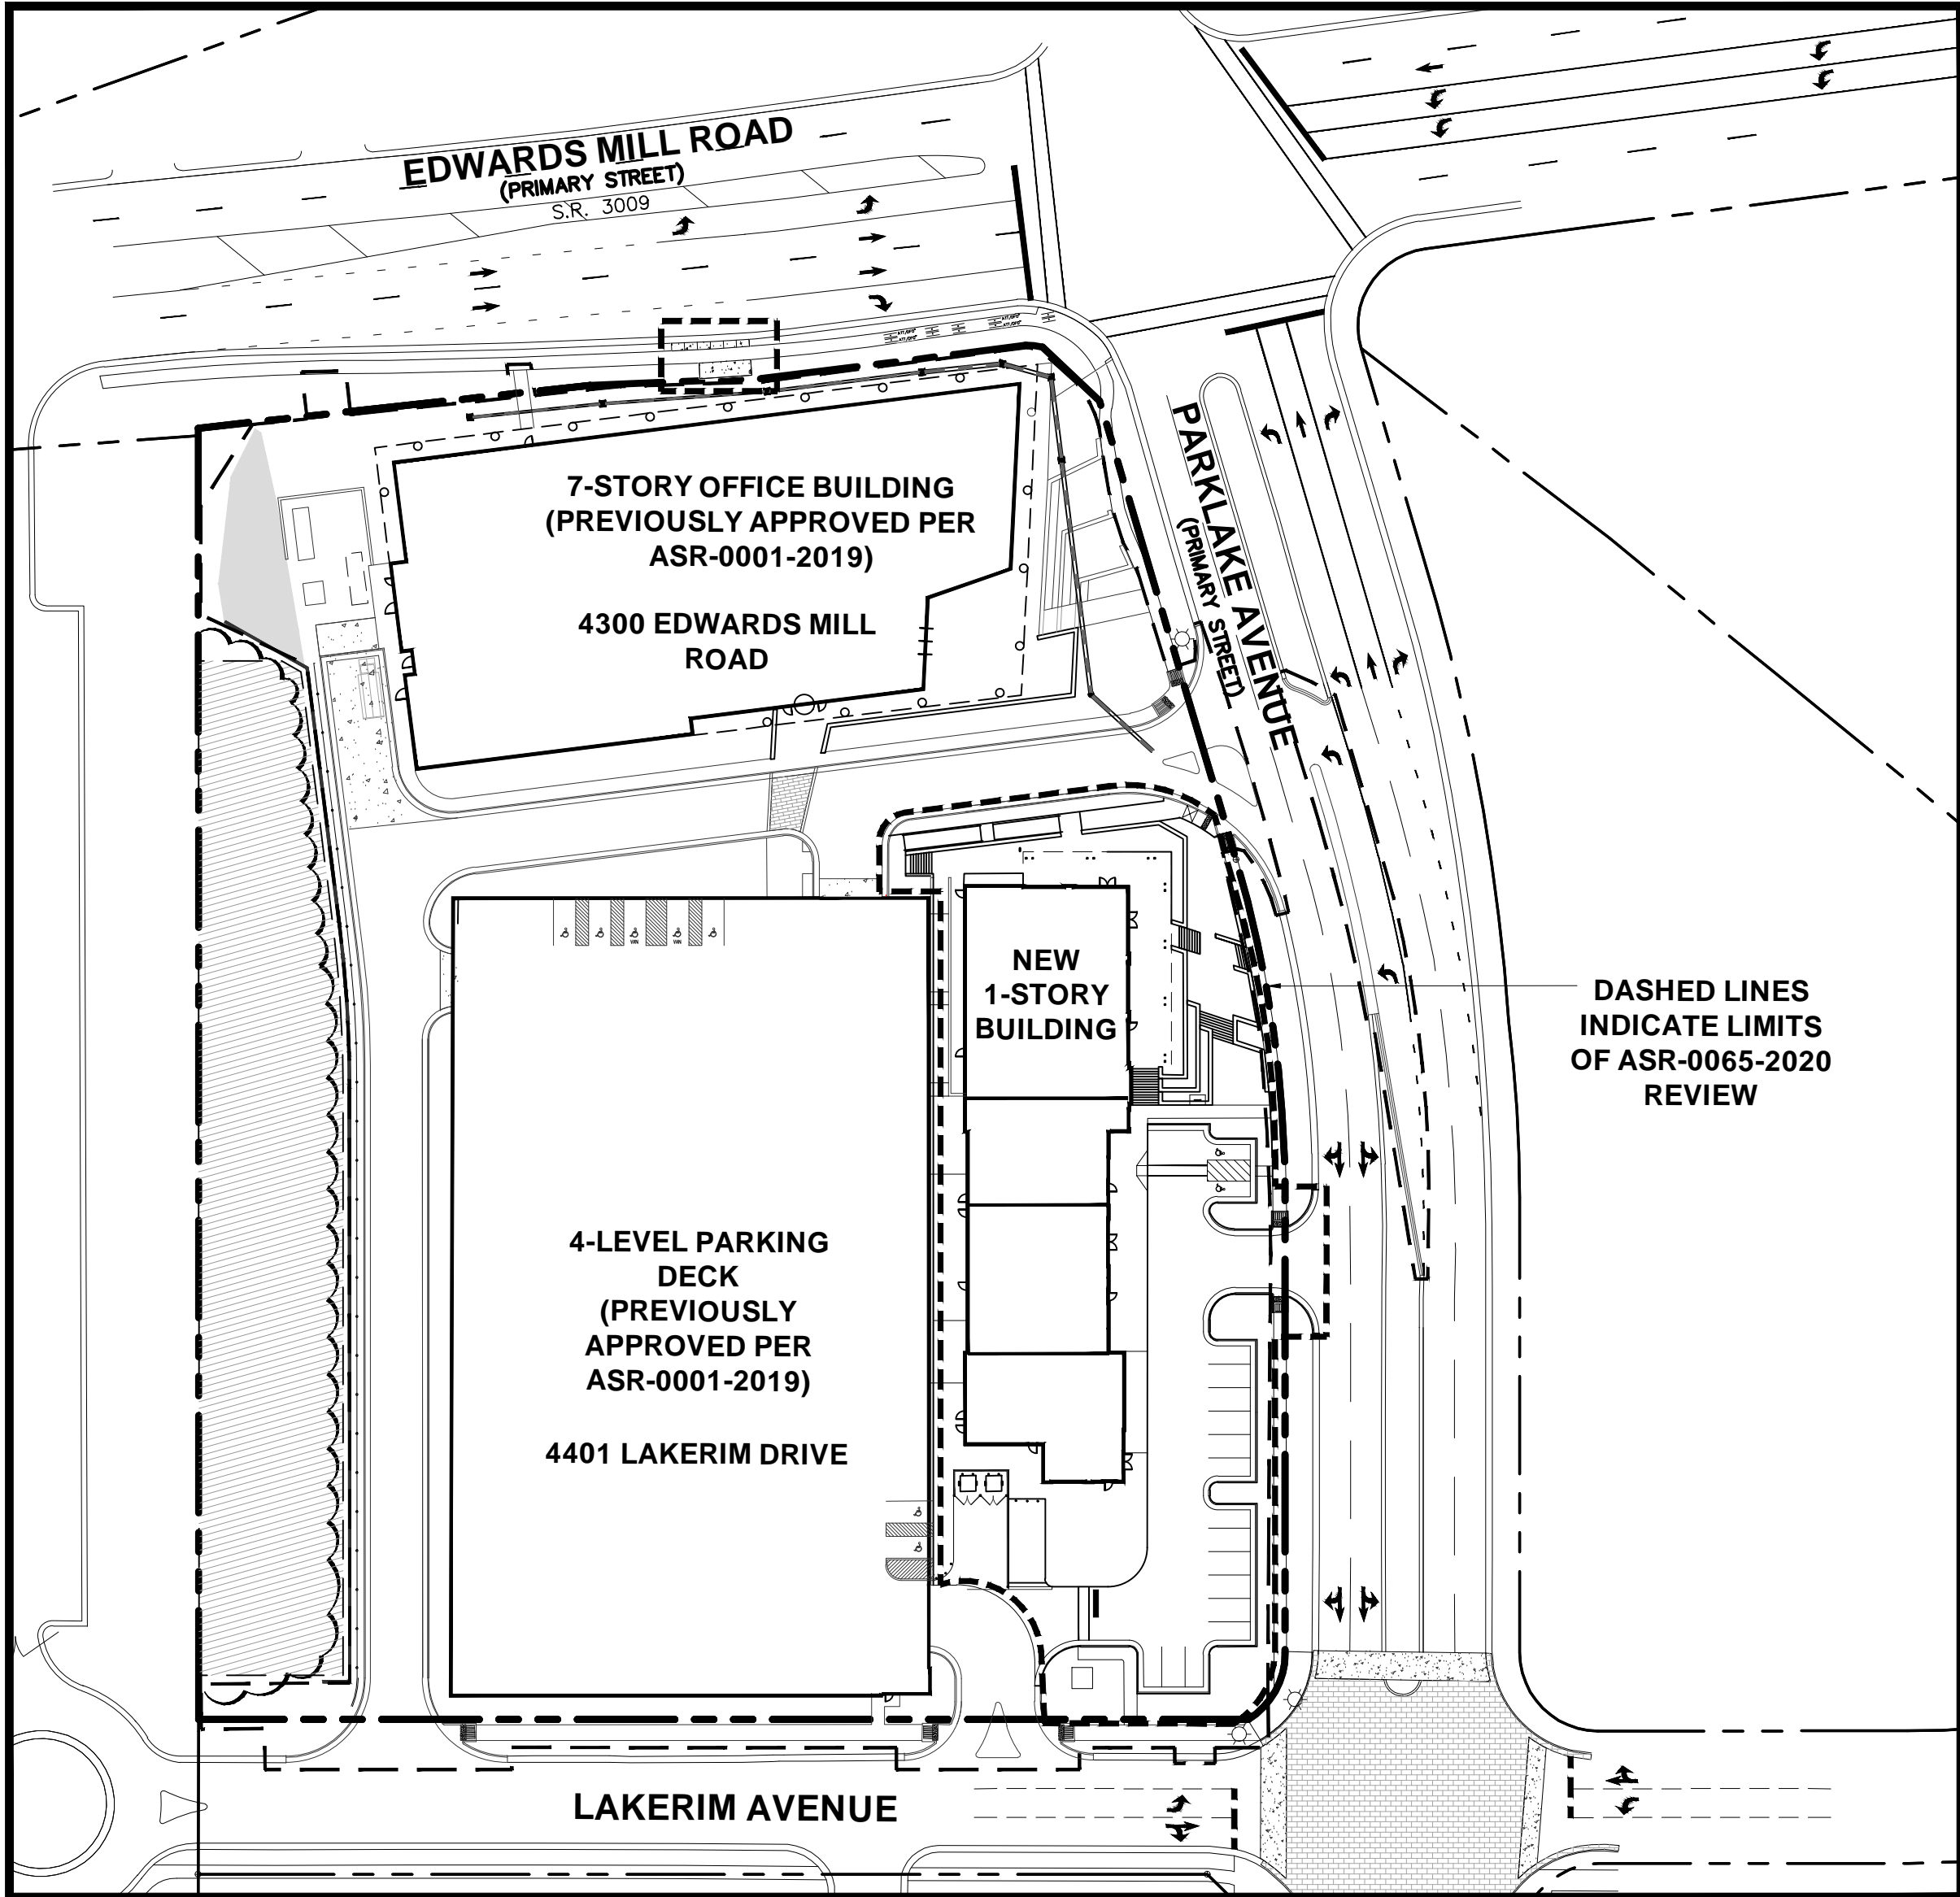 EDWARDS MILL ROAD
(PRIMARY STREET)
S.R. 3009
PARKLAKE AVENUE
(PRIMARY STREET)
7-STORY OFFICE BUILDING
(PREVIOUSLY APPROVED PER
ASR-0001-2019)
4300 EDWARDS MILL
ROAD
NEW
1-STORY
BUILDING
DASHED LINES
INDICATE LIMITS
OF ASR-0065-2020
REVIEW
4-LEVEL PARKING
DECK
(PREVIOUSLY
APPROVED PER
ASR-0001-2019)
4401 LAKERIM DRIVE
LAKERIM AVENUE